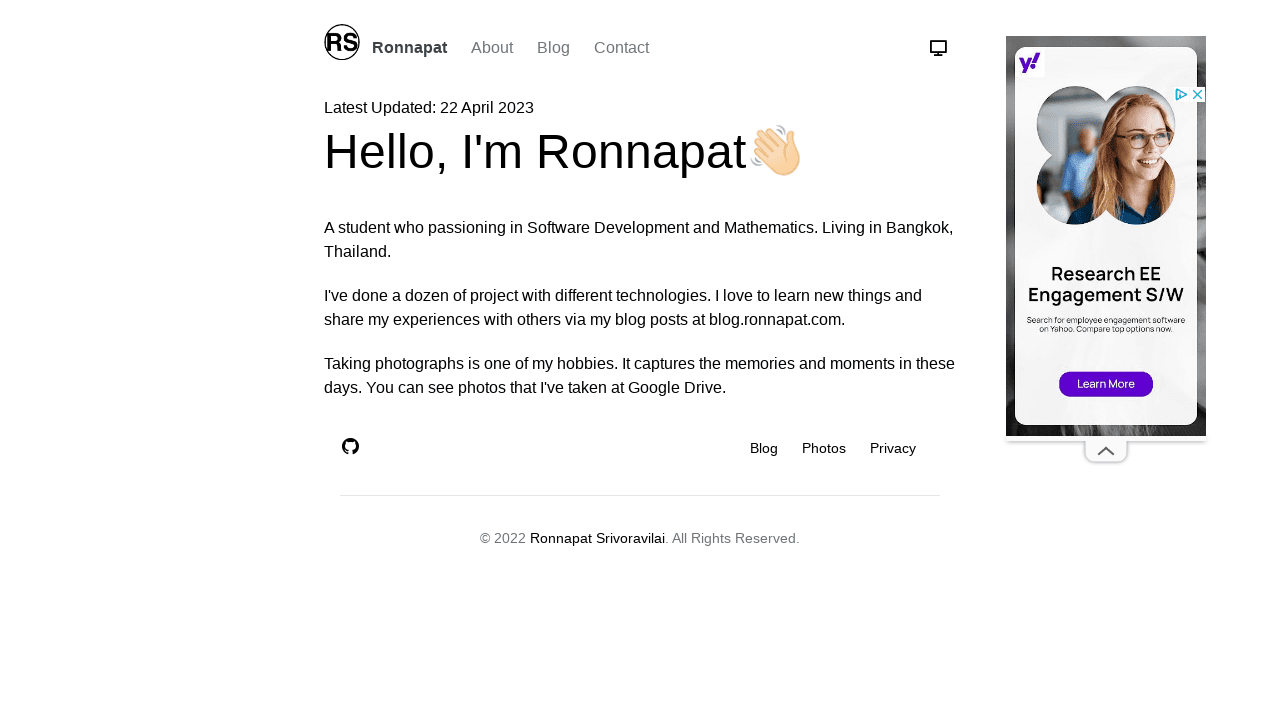 RS
Ronnapat About Blog Contact
Latest Updated: 22 April 2023
Hello, I'm Ronnapat👋🏻
A student who passioning in Software Development and Mathematics. Living in Bangkok,
Thailand.
I've done a dozen of project with different technologies. I love to learn new things and
share my experiences with others via my blog posts at blog.ronnapat.com.
Taking photographs is one of my hobbies. It captures the memories and moments in these
days. You can see photos that I've taken at Google Drive.
Blog Photos Privacy
© 2022 Ronnapat Srivoravilai. All Rights Reserved.
y!
Research EE
Engagement S/W
Search for employee engagement software
on Yahoo. Compare top options now.
Learn More